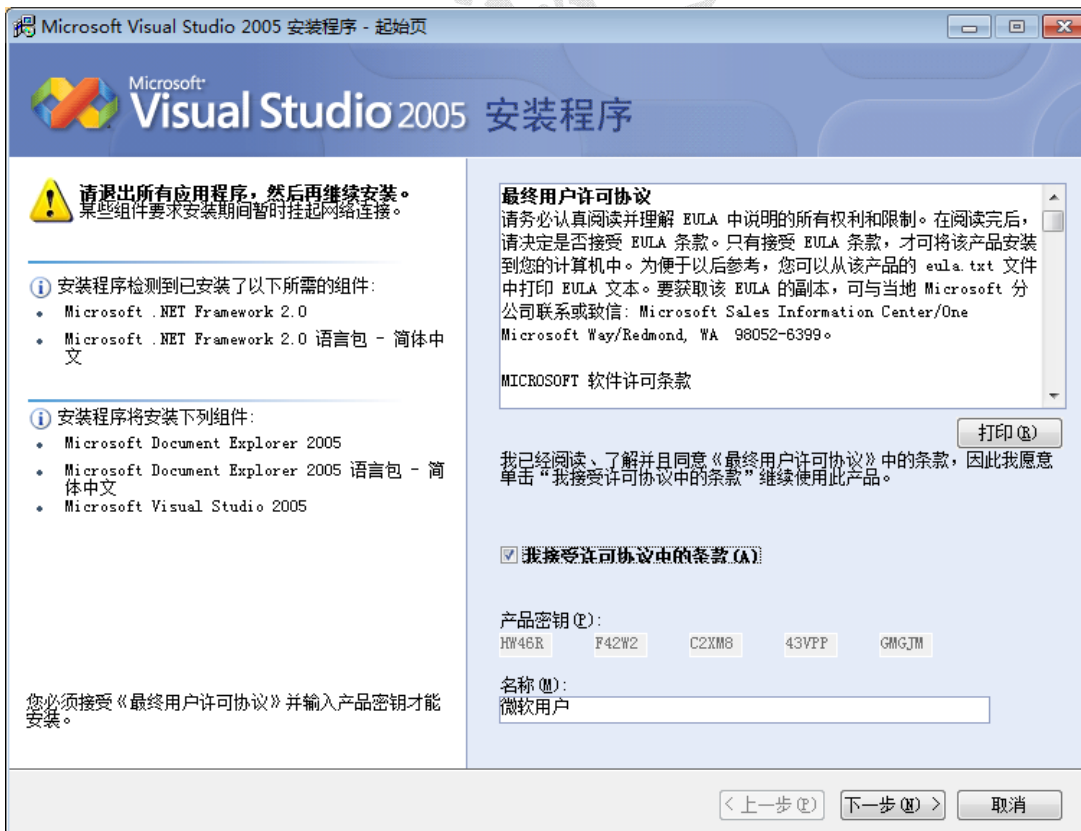 Microsoft Visual Studio 2005 安装程序 - 起始页
Microsoft
Visual Studio 2005 安装程序
请退出所有应用程序，然后再继续安装。
某些组件要求安装期间暂时挂起网络连接。
安装程序检测到已安装了以下所需的组件:
Microsoft .NET Framework 2.0
Microsoft .NET Framework 2.0 语言包 - 简体中
文
安装程序将安装下列组件:
Microsoft Document Explorer 2005
Microsoft Document Explorer 2005 语言包 - 简
体中文
Microsoft Visual Studio 2005
您必须接受《最终用户许可协议》并输入产品密钥才能
安装。
最终用户许可协议
请务必认真阅读并理解 EULA 中说明的所有权利和限制。在阅读完后，
请决定是否接受 EULA 条款。只有接受 EULA 条款，才可将该产品安装
到您的计算机中。为便于以后参考，您可以从该产品的 eula.txt 文件
中打印 EULA 文本。要获取该 EULA 的副本，可与当地 Microsoft 分
公司联系或致信: Microsoft Sales Information Center/One
Microsoft Way/Redmond, WA 98052-6399。
MICROSOFT 软件许可条款
打印(R)
我已经阅读、了解并且同意《最终用户许可协议》中的条款，因此我愿意
单击“我接受许可协议中的条款”继续使用此产品。
我接受许可协议中的条款(A)
产品密钥(P):
HW46R F42W2 C2XM8 43VPP GMGJM
名称(M):
微软用户
< 上一步(P) 下一步(N) > 取消